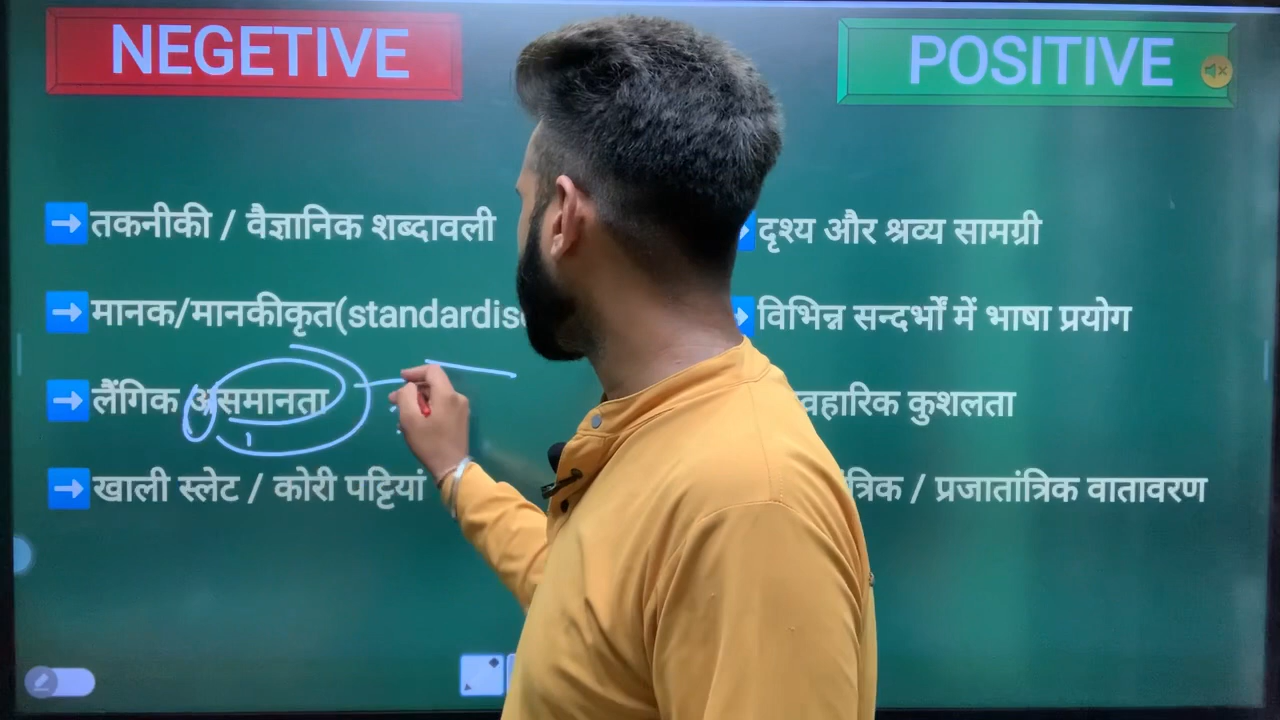 NEGETIVE
POSITIVE
तकनीकी / वैज्ञानिक शब्दावली
मानक/मानकीकृत(standardis
लैंगिक असमानता
खाली स्लेट / कोरी पट्टियां
दृश्य और श्रव्य सामग्री
विभिन्न सन्दर्भों में भाषा प्रयोग
वहारिक कुशलता
त्रिक / प्रजातांत्रिक वातावरण